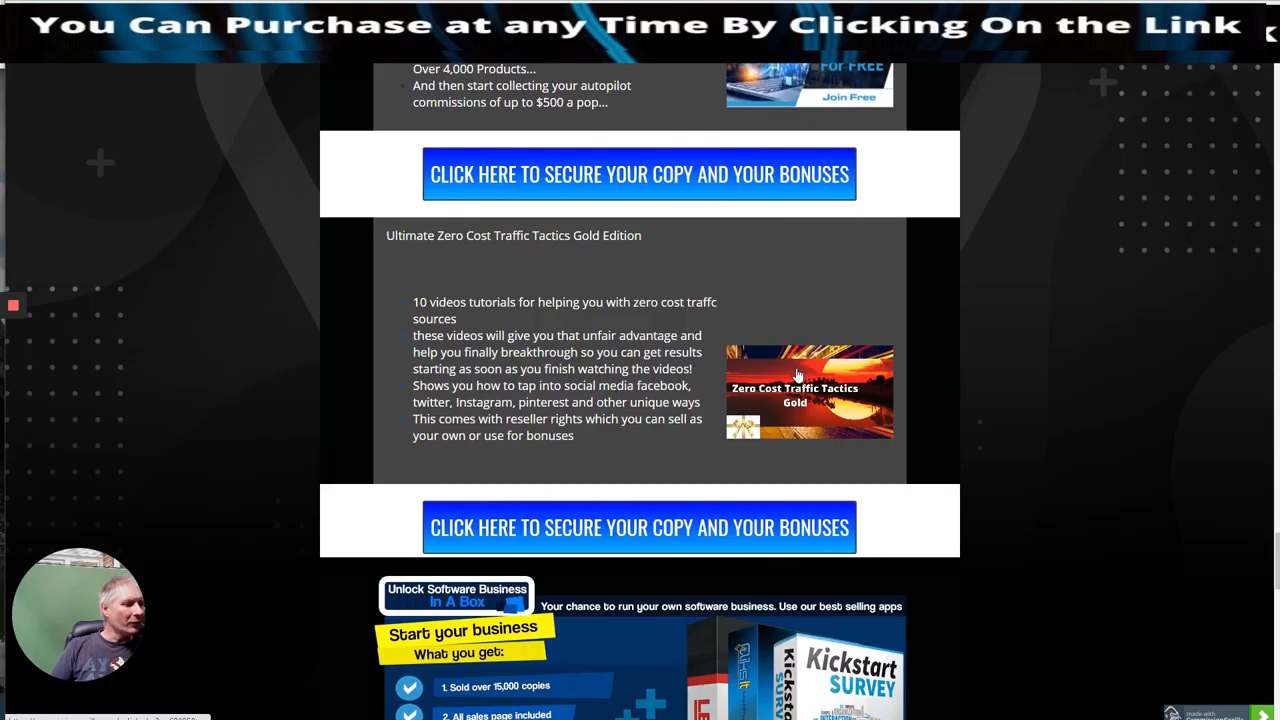 You Can Purchase at any Time By Clicking On the Link
Over 4,000 Products...
And then start collecting your autopilot
commissions of up to $500 a pop...
For FREE
Join Free
CLICK HERE TO SECURE YOUR COPY AND YOUR BONUSES
Ultimate Zero Cost Traffic Tactics Gold Edition
10 videos tutorials for helping you with zero cost traffc
sources
these videos will give you that unfair advantage and
help you finally breakthrough so you can get results
starting as soon as you finish watching the videos!
Shows you how to tap into social media facebook,
twitter, Instagram, pinterest and other unique ways
This comes with reseller rights which you can sell as
your own or use for bonuses
Zero Cost Traffic Tactics
Gold
CLICK HERE TO SECURE YOUR COPY AND YOUR BONUSES
Unlock Software Business
In A Box
Your chance to run your own software business. Use our best selling apps
Start your business
What you get:
1. Sold over 15,000 copies
2. All sales page included
Kickstart
SURVEY
made with